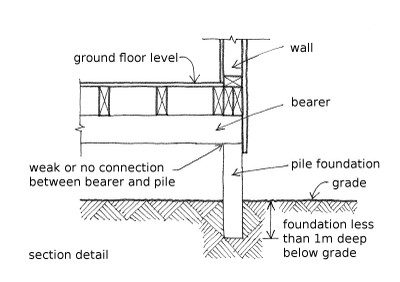 wall
ground floor level
bearer
weak or no connection
between bearer and pile
pile foundation
grade
foundation less
than 1m deep
below grade
section detail